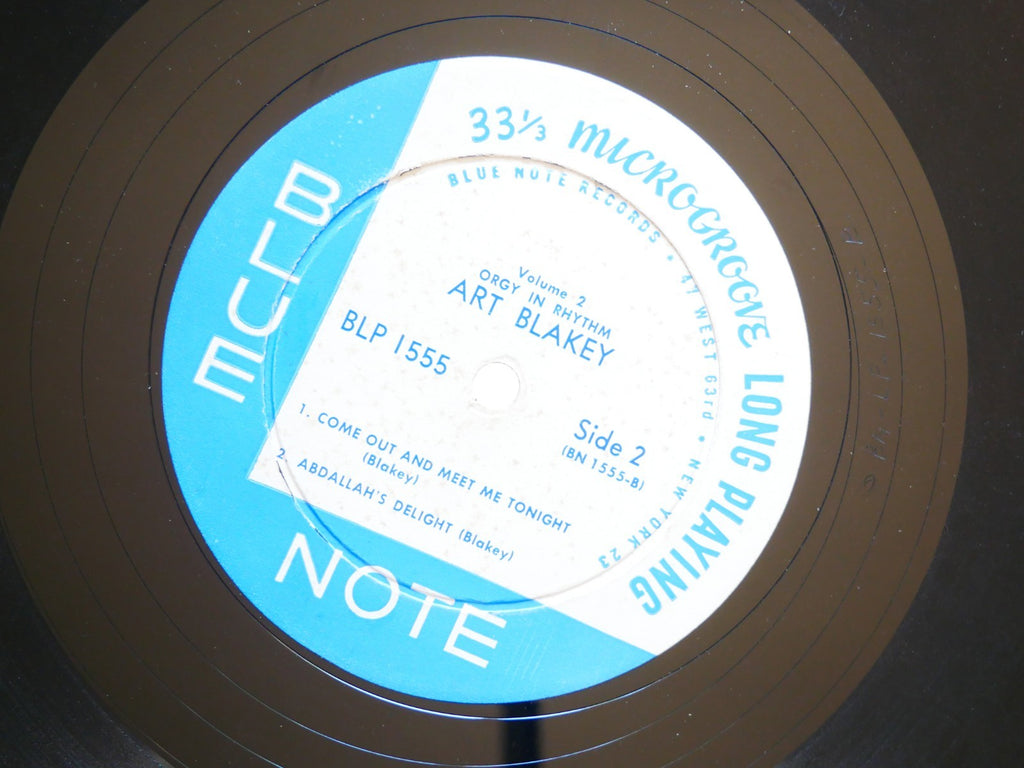 33⅓ MICROGROOVE LONG PLAYING
BLUE NOTE RECORDS • 47 WEST 63rd • NEW YORK 23
BLUE
NOTE
Volume 2
ORGY IN RHYTHM
ART BLAKEY
BLP 1555
Side 2
(BN 1555-B)
1. COME OUT AND MEET ME TONIGHT
(Blakey)
2. ABDALLAH'S DELIGHT (Blakey)